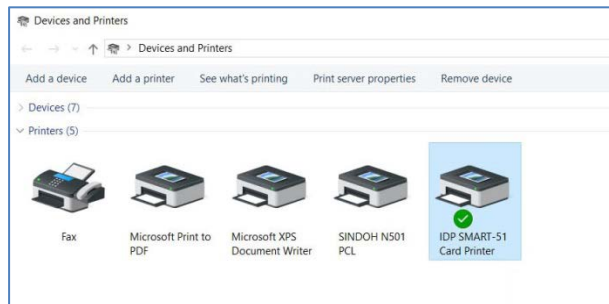 Devices and Printers
Devices and Printers
Add a device Add a printer See what's printing Print server properties Remove device
Devices (7)
Printers (5)
Fax
Microsoft Print to
PDF
Microsoft XPS
Document Writer
SINDOH N501
PCL
IDP SMART-51
Card Printer